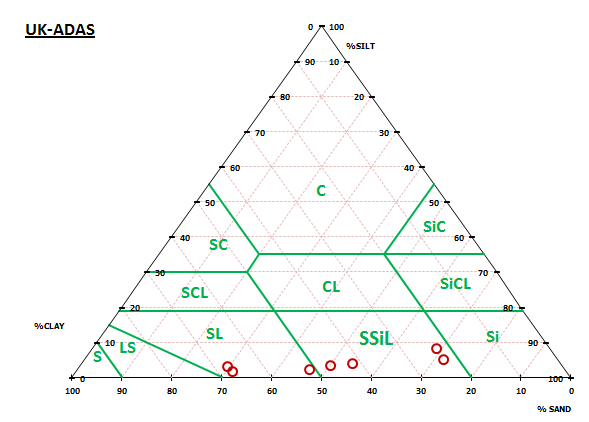 UK-ADAS
0 100
%SILT
90 10
80 20
70 30
60 40
C
50 50
SiC
40 SC 60
30 70
SCL CL SiCL
20 80
%CLAY
SL SSiL Si
10 LS 90
S
0 100
100 90 80 70 60 50 40 30 20 10 0
% SAND